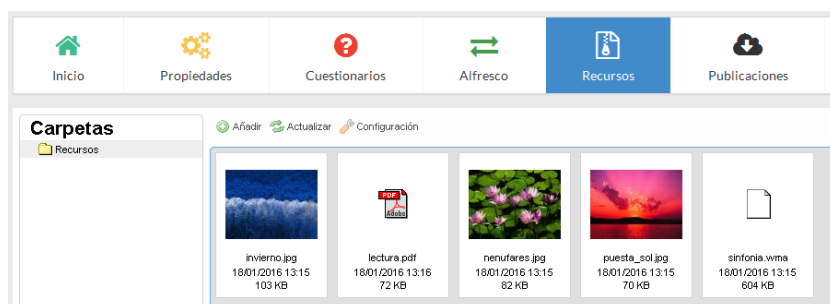 Inicio
Propiedades
Cuestionarios
Alfresco
Recursos
Publicaciones
Carpetas
Recursos
Añadir Actualizar Configuración
invierno.jpg
18/01/2016 13:15
103 KB
PDF
Adobe
lectura.pdf
18/01/2016 13:16
72 KB
nenufares.jpg
18/01/2016 13:15
82 KB
puesta_sol.jpg
18/01/2016 13:15
70 KB
sinfonia.wma
18/01/2016 13:15
604 KB